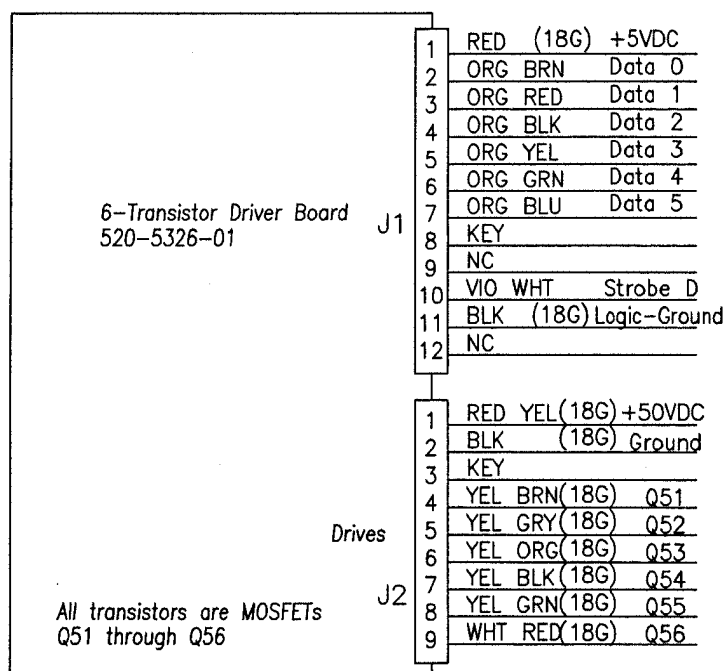 6-Transistor Driver Board
520-5326-01
J1
1 RED (18G) +5VDC
2 ORG BRN Data 0
3 ORG RED Data 1
4 ORG BLK Data 2
5 ORG YEL Data 3
6 ORG GRN Data 4
7 ORG BLU Data 5
8 KEY
9 NC
10 VIO WHT Strobe D
11 BLK (18G) Logic-Ground
12 NC
Drives
J2
1 RED YEL(18G) +50VDC
2 BLK (18G) Ground
3 KEY
4 YEL BRN(18G) Q51
5 YEL GRY(18G) Q52
6 YEL ORG(18G) Q53
7 YEL BLK(18G) Q54
8 YEL GRN(18G) Q55
9 WHT RED(18G) Q56
All transistors are MOSFETs
Q51 through Q56